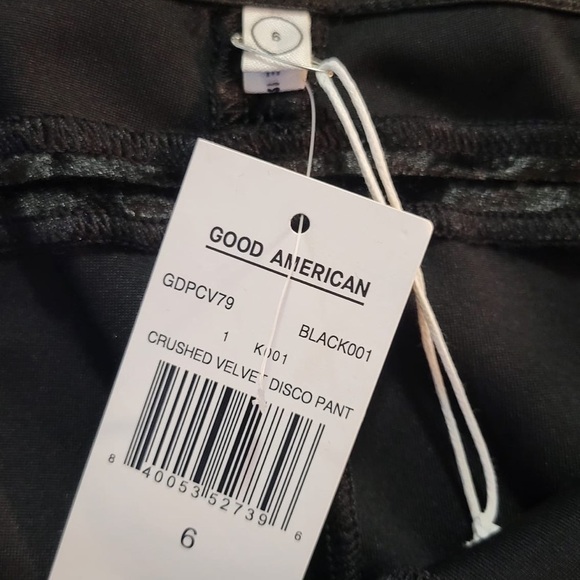 6
GOOD AMERICAN
GDPCV79
BLACK001
1 K001
CRUSHED VELVET DISCO PANT
8 40053 52739 6
6